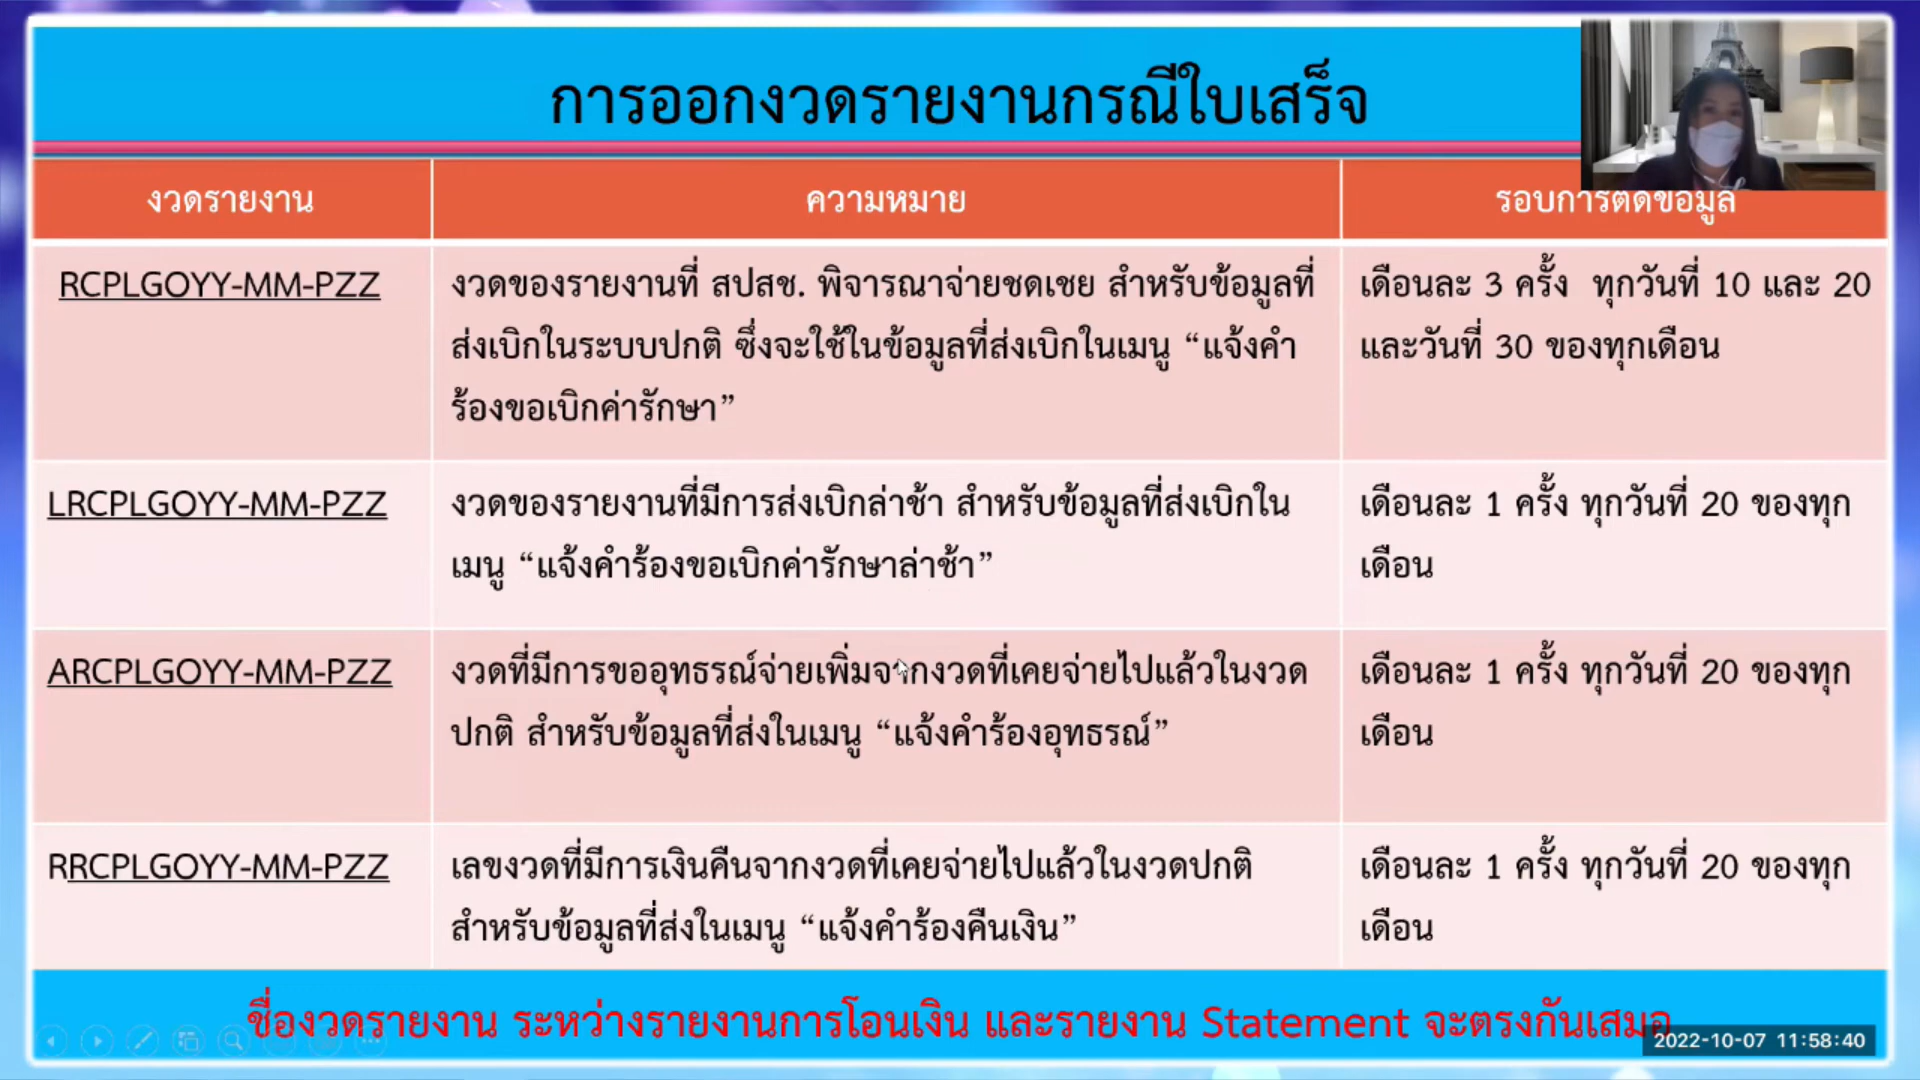 การออกงวดรายงานกรณีใบเสร็จ
งวดรายงาน
ความหมาย
รอบการตัดข้อมูล
RCPLGOYY-MM-PZZ
งวดของรายงานที่ สปสช. พิจารณาจ่ายชดเชย สำหรับข้อมูลที่
ส่งเบิกในระบบปกติ ซึ่งจะใช้ในข้อมูลที่ส่งเบิกในเมนู “แจ้งคำ
ร้องขอเบิกค่ารักษา”
เดือนละ 3 ครั้ง ทุกวันที่ 10 และ 20
และวันที่ 30 ของทุกเดือน
LRCPLGOYY-MM-PZZ
งวดของรายงานที่มีการส่งเบิกล่าช้า สำหรับข้อมูลที่ส่งเบิกใน
เมนู “แจ้งคำร้องขอเบิกค่ารักษาล่าช้า”
เดือนละ 1 ครั้ง ทุกวันที่ 20 ของทุก
เดือน
ARCPLGOYY-MM-PZZ
งวดที่มีการขออุทธรณ์จ่ายเพิ่มจากงวดที่เคยจ่ายไปแล้วในงวด
ปกติ สำหรับข้อมูลที่ส่งในเมนู “แจ้งคำร้องอุทธรณ์”
เดือนละ 1 ครั้ง ทุกวันที่ 20 ของทุก
เดือน
RRCPLGOYY-MM-PZZ
เลขงวดที่มีการเงินคืนจากงวดที่เคยจ่ายไปแล้วในงวดปกติ
สำหรับข้อมูลที่ส่งในเมนู “แจ้งคำร้องคืนเงิน”
เดือนละ 1 ครั้ง ทุกวันที่ 20 ของทุก
เดือน
ชื่องวดรายงาน ระหว่างรายงานการโอนเงิน และรายงาน Statement จะตรงกันเสมอ
2022-10-07 11:58:40